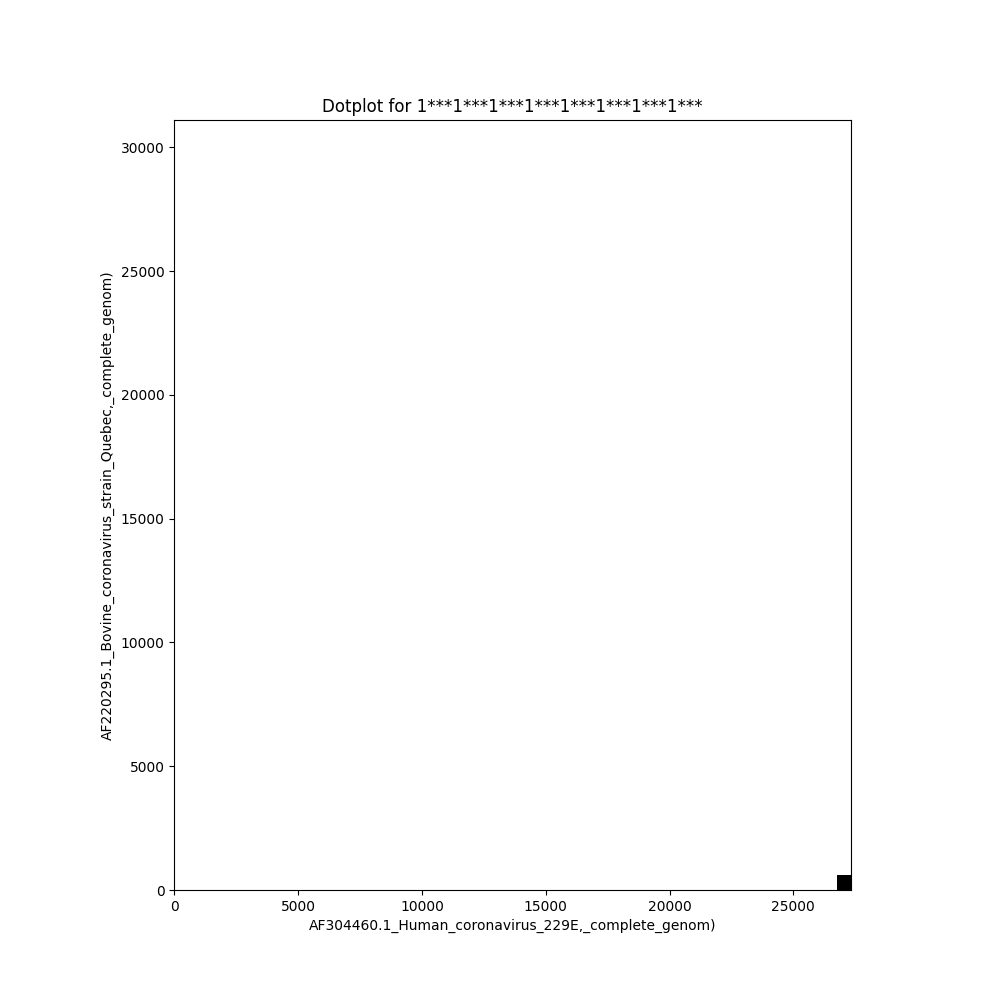 Dotplot for 1***1***1***1***1***1***1***1***
30000
25000
20000
15000
10000
5000
0
AF220295.1_Bovine_coronavirus_strain_Quebec,_complete_genom)
0 5000 10000 15000 20000 25000
AF304460.1_Human_coronavirus_229E,_complete_genom)